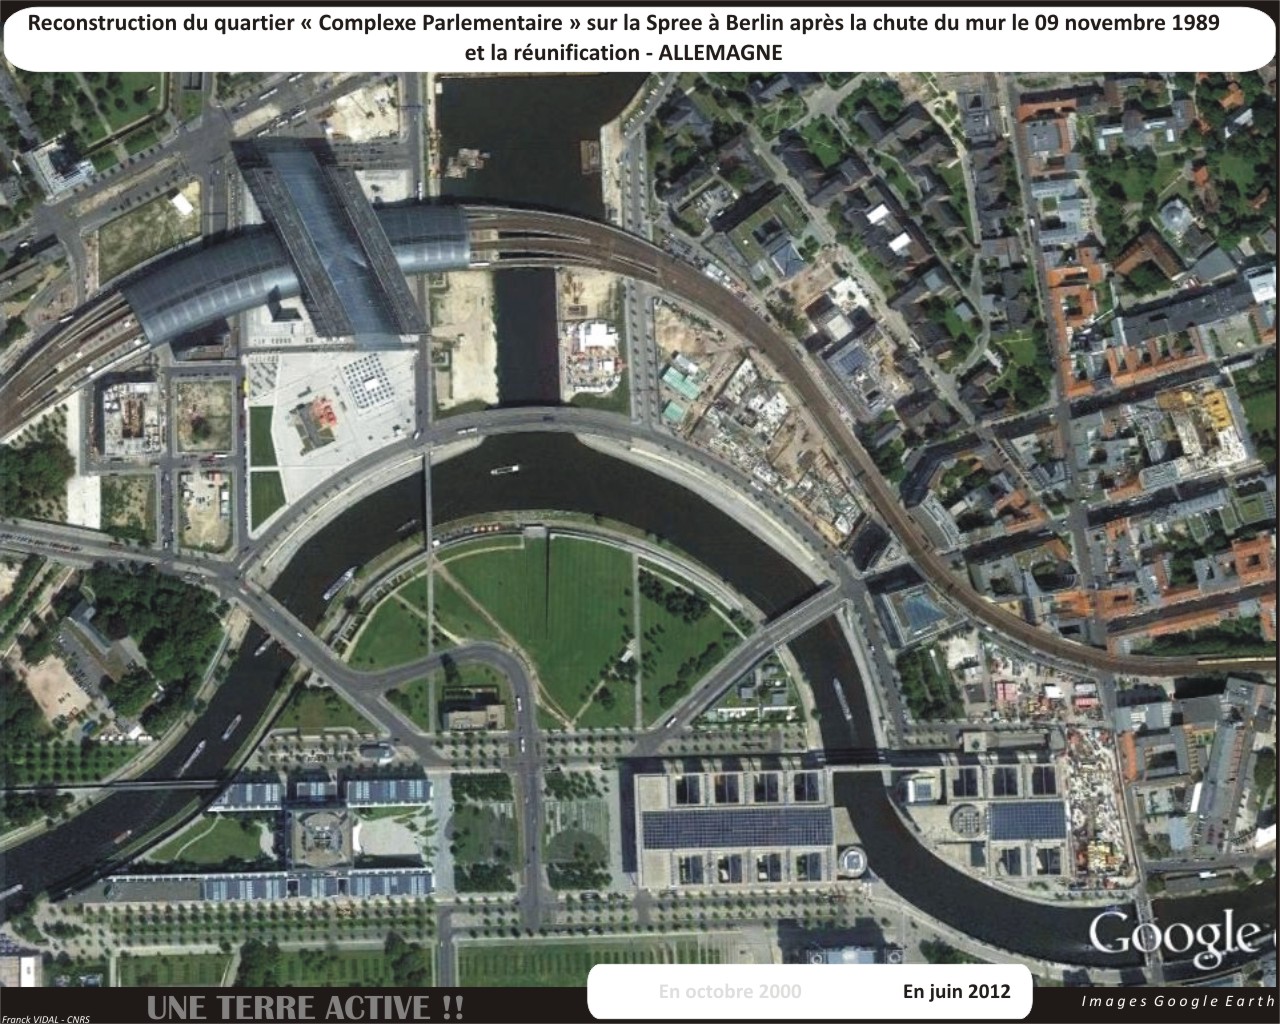 Reconstruction du quartier « Complexe Parlementaire » sur la Spree à Berlin après la chute du mur le 09 novembre 1989
et la réunification - ALLEMAGNE
Google
En octobre 2000 En juin 2012
UNE TERRE ACTIVE !!
Images Google Earth
Franck VIDAL - CNRS